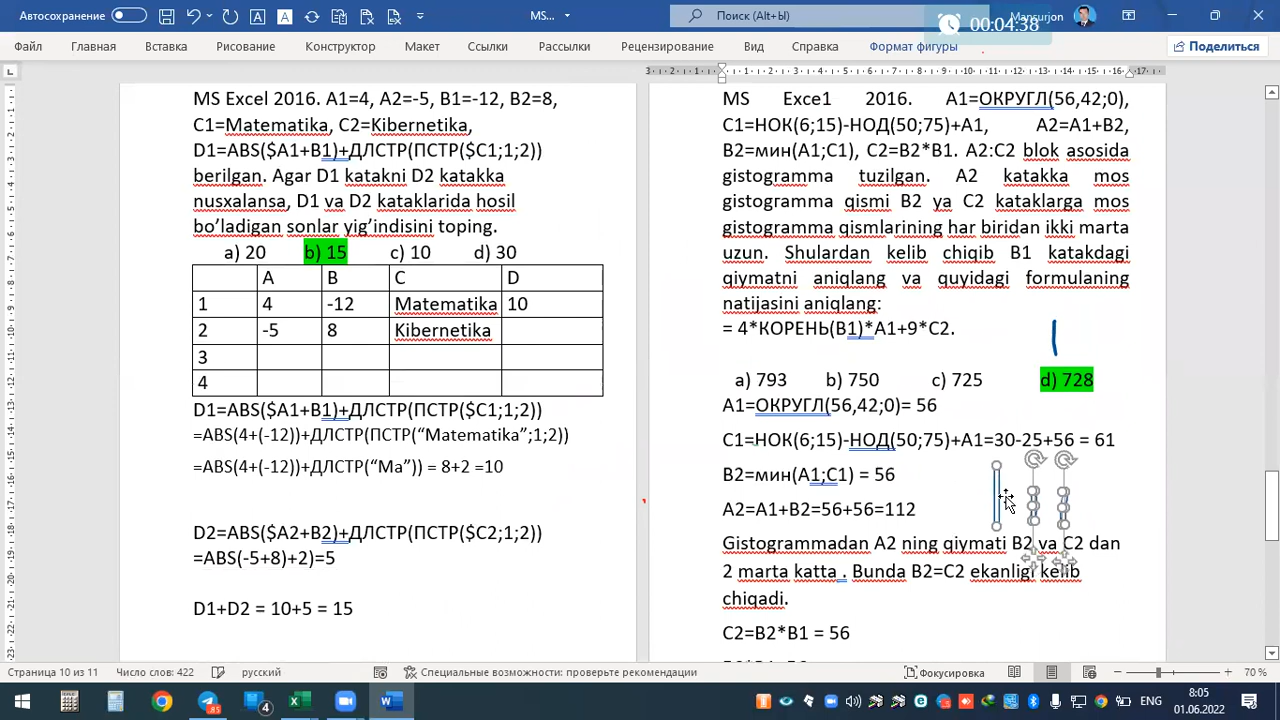 Автосохранение
MS...
Поиск (Alt+Ы)
Mansurjon
00:04:38
Файл Главная Вставка Рисование Конструктор Макет Ссылки Рассылки Рецензирование Вид Справка Формат фигуры Поделиться
MS Excel 2016. A1=4, A2=-5, B1=-12, B2=8,
C1=Matematika, C2=Kibernetika,
D1=ABS($A1+B1)+ДЛСТР(ПСТР($C1;1;2))
berilgan. Agar D1 katakni D2 katakka
nusxalansa, D1 va D2 kataklarida hosil
bo’ladigan sonlar yig’indisini toping.
a) 20 b) 15 c) 10 d) 30
A B C D
1 4 -12 Matematika 10
2 -5 8 Kibernetika
3
4
D1=ABS($A1+B1)+ДЛСТР(ПСТР($C1;1;2))
=ABS(4+(-12))+ДЛСТР(ПСТР(“Matematika”;1;2))
=ABS(4+(-12))+ДЛСТР(“Ma”)) = 8+2 =10
D2=ABS($A2+B2)+ДЛСТР(ПСТР($C2;1;2))
=ABS(-5+8)+2)=5
D1+D2 = 10+5 = 15
MS Exce1 2016. A1=ОКРУГЛ(56,42;0),
C1=НОК(6;15)-НОД(50;75)+A1, A2=A1+B2,
B2=мин(A1;C1), C2=B2*B1. A2:C2 blok asosida
gistogramma tuzilgan. A2 katakka mos
gistogramma qismi B2 ya C2 kataklarga mos
gistogramma qismlarining har biridan ikki marta
uzun. Shulardan kelib chiqib B1 katakdagi
qiymatni aniqlang va quyidagi formulaning
natijasini aniqlang:
= 4*КОРЕНЬ(B1)*A1+9*C2.
a) 793 b) 750 c) 725 d) 728
A1=ОКРУГЛ(56,42;0)= 56
C1=НОК(6;15)-НОД(50;75)+A1=30-25+56 = 61
B2=мин(A1;C1) = 56
A2=A1+B2=56+56=112
Gistogrammadan A2 ning qiymati B2 va C2 dan
2 marta katta . Bunda B2=C2 ekanligi kelib
chiqadi.
C2=B2*B1 = 56
Страница 10 из 11 Число слов: 422 русский Специальные возможности: проверьте рекомендации Фокусировка 70 %
ENG
8:05
01.06.2022